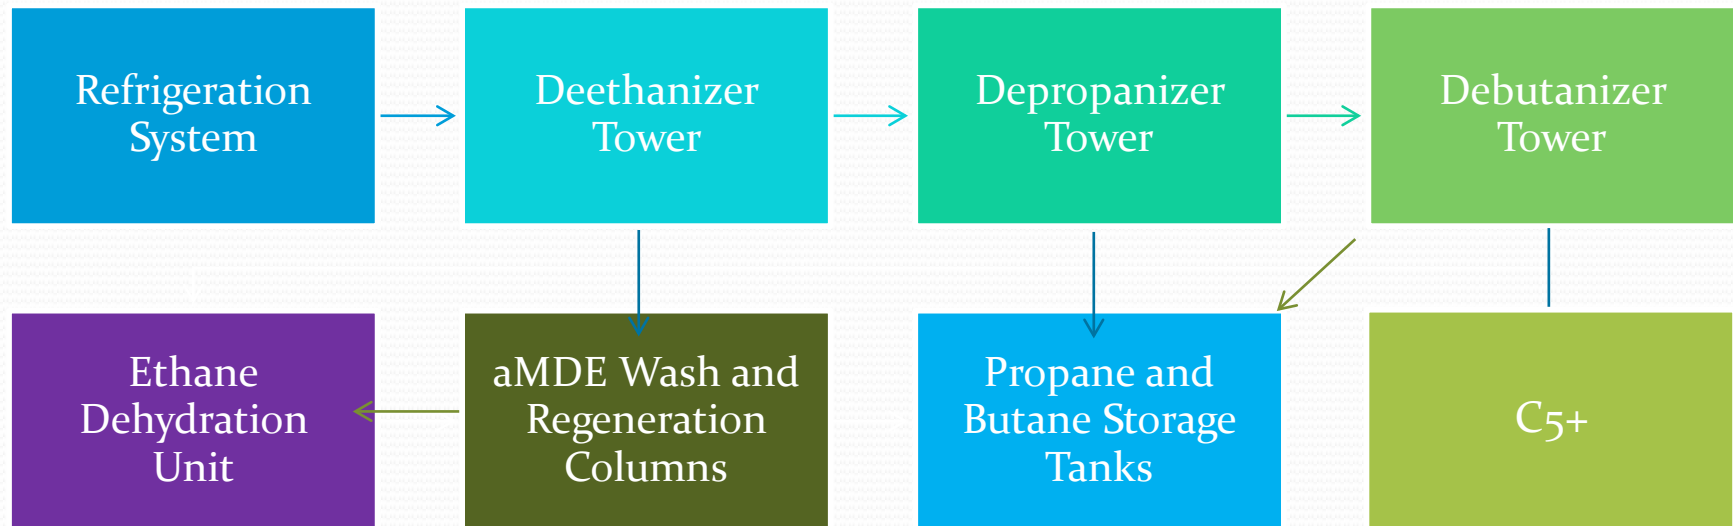 Refrigeration
System
Deethanizer
Tower
Depropanizer
Tower
Debutanizer
Tower
Ethane
Dehydration
Unit
aMDE Wash and
Regeneration
Columns
Propane and
Butane Storage
Tanks
C5+